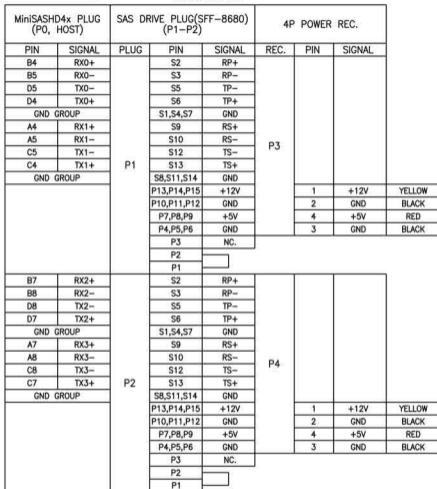 MiniSASHD4x PLUG (P0, HOST) SAS DRIVE PLUG(SFF-8680) (P1-P2) 4P POWER REC.
PIN SIGNAL PLUG PIN SIGNAL REC. PIN SIGNAL
B4 RX0+ S2 RP+
B5 RX0- S3 RP-
D5 TX0- S5 TP-
D4 TX0+ S6 TP+
GND GROUP S1,S4,S7 GND
A4 RX1+ S9 RS+
A5 RX1- S10 RS-
P3
C5 TX1- S12 TS-
C4 TX1+ P1 S13 TS+
GND GROUP S8,S11,S14 GND
P13,P14,P15 +12V 1 +12V YELLOW
P10,P11,P12 GND 2 GND BLACK
P7,P8,P9 +5V 4 +5V RED
P4,P5,P6 GND 3 GND BLACK
P3 NC.
P2
P1
B7 RX2+ S2 RP+
B8 RX2- S3 RP-
D8 TX2- S5 TP-
D7 TX2+ S6 TP+
GND GROUP S1,S4,S7 GND
A7 RX3+ S9 RS+
A8 RX3- S10 RS-
P4
C8 TX3- S12 TS-
C7 TX3+ P2 S13 TS+
GND GROUP S8,S11,S14 GND
P13,P14,P15 +12V 1 +12V YELLOW
P10,P11,P12 GND 2 GND BLACK
P7,P8,P9 +5V 4 +5V RED
P4,P5,P6 GND 3 GND BLACK
P3 NC.
P2
P1